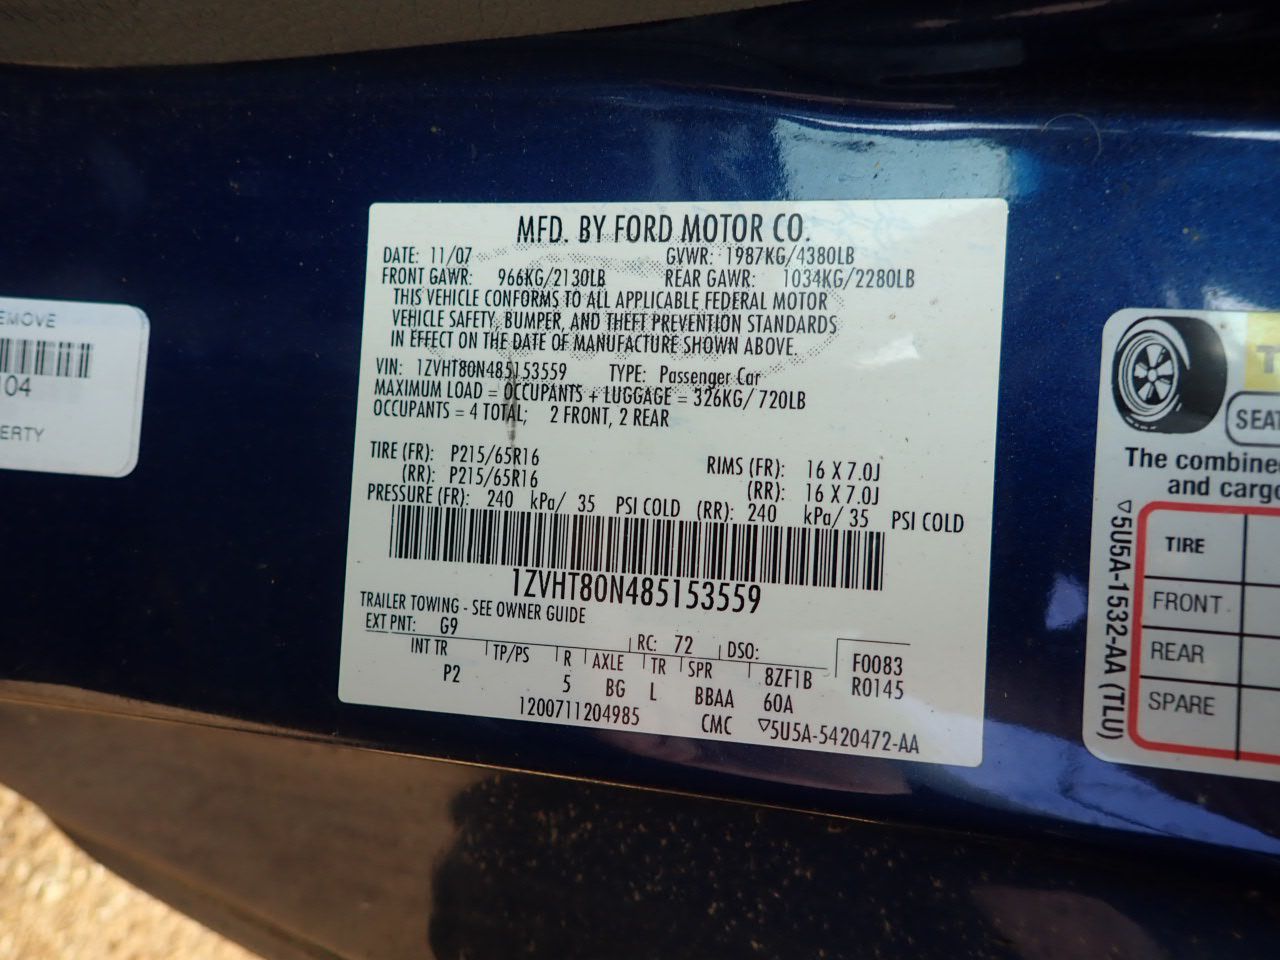 MFD. BY FORD MOTOR CO.
DATE: 11/07 GVWR: 1987KG/4380LB
FRONT GAWR: 966KG/2130LB REAR GAWR: 1034KG/2280LB
THIS VEHICLE CONFORMS TO ALL APPLICABLE FEDERAL MOTOR
VEHICLE SAFETY, BUMPER, AND THEFT PREVENTION STANDARDS
IN EFFECT ON THE DATE OF MANUFACTURE SHOWN ABOVE.
VIN: 1ZVHT80N485153559 TYPE: Passenger Car
MAXIMUM LOAD = OCCUPANTS + LUGGAGE = 326KG/ 720LB
OCCUPANTS = 4 TOTAL; 2 FRONT, 2 REAR
TIRE (FR): P215/65R16 RIMS (FR): 16 X 7.0J
(RR): P215/65R16 (RR): 16 X 7.0J
PRESSURE (FR): 240 kPa/ 35 PSI COLD (RR): 240 kPa/ 35 PSI COLD
1ZVHT80N485153559
TRAILER TOWING - SEE OWNER GUIDE
EXT PNT: G9 RC: 72 DSO:
INT TR TP/PS R AXLE TR SPR 8ZF1B F0083
P2 5 BG L BBAA 60A R0145
1200711204985 CMC ▽5U5A-5420472-AA
EMOVE
104
ERTY
T
SEAT
The combine
and cargo
TIRE
FRONT
REAR
SPARE
▽5U5A-1532-AA (TLU)